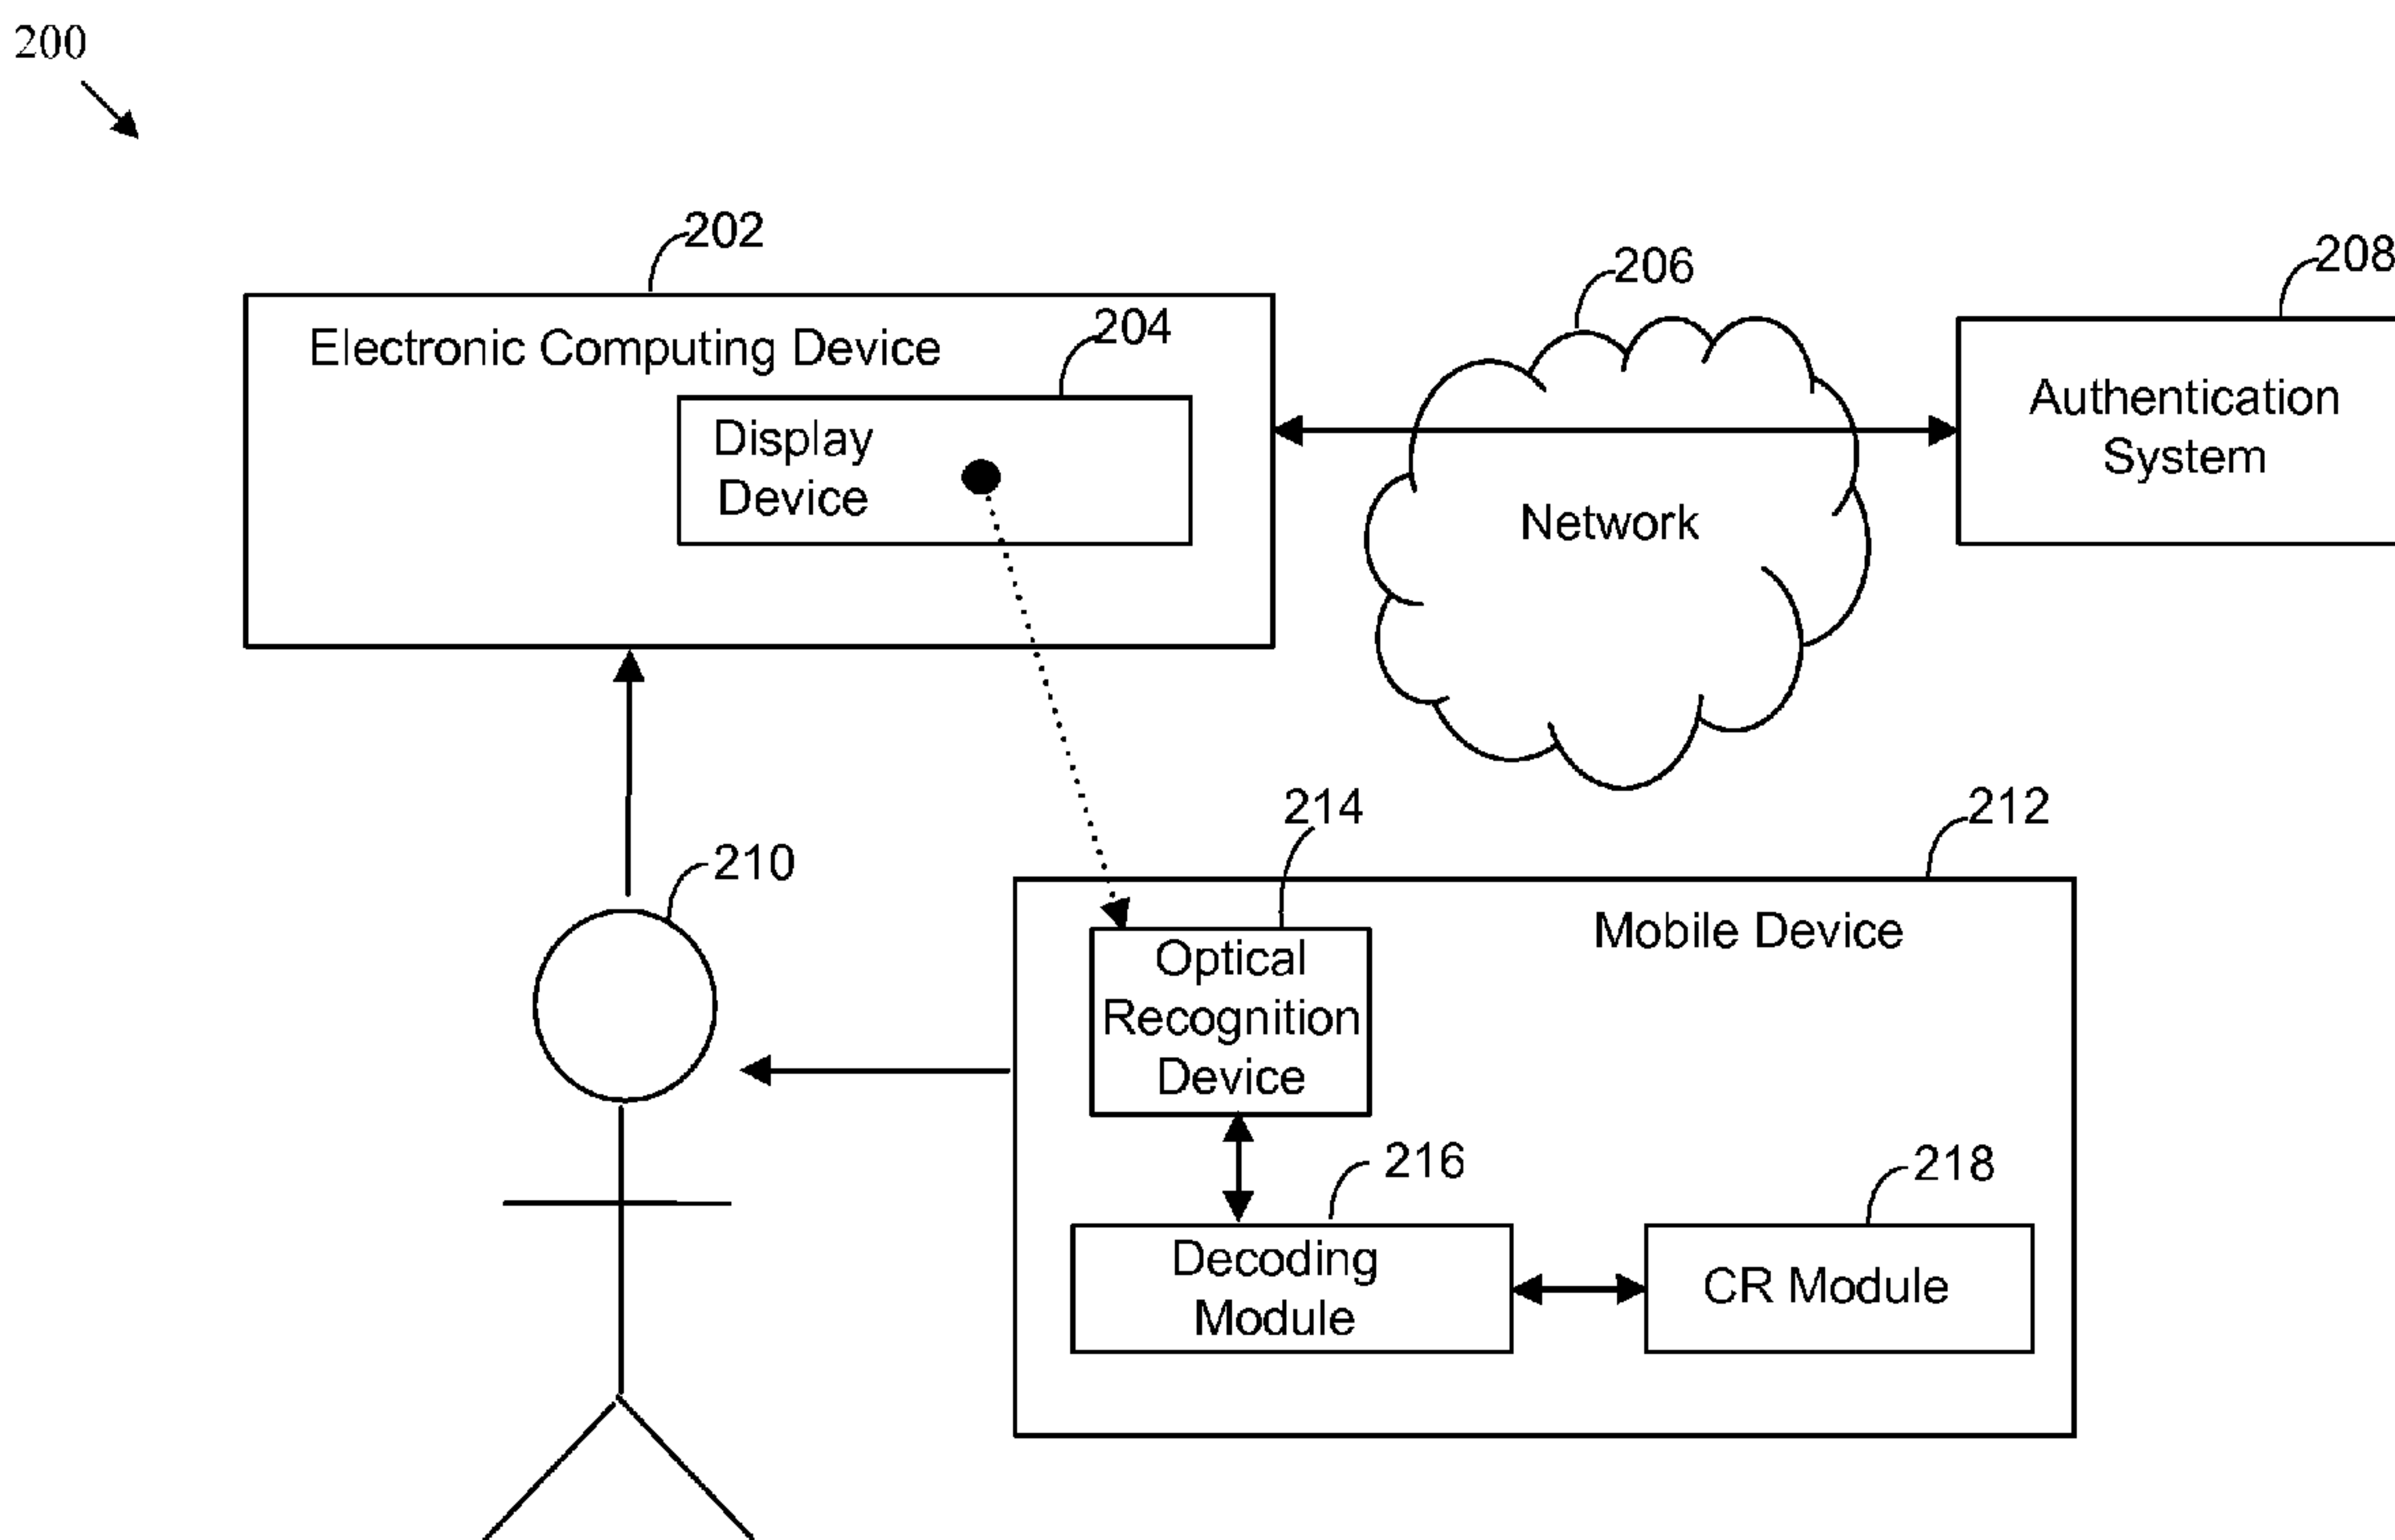 200
202
206
208
204
Electronic Computing Device
Display
Device
Authentication
System
Network
214
212
210
Mobile Device
Optical
Recognition
Device
216
218
Decoding
Module
CR Module